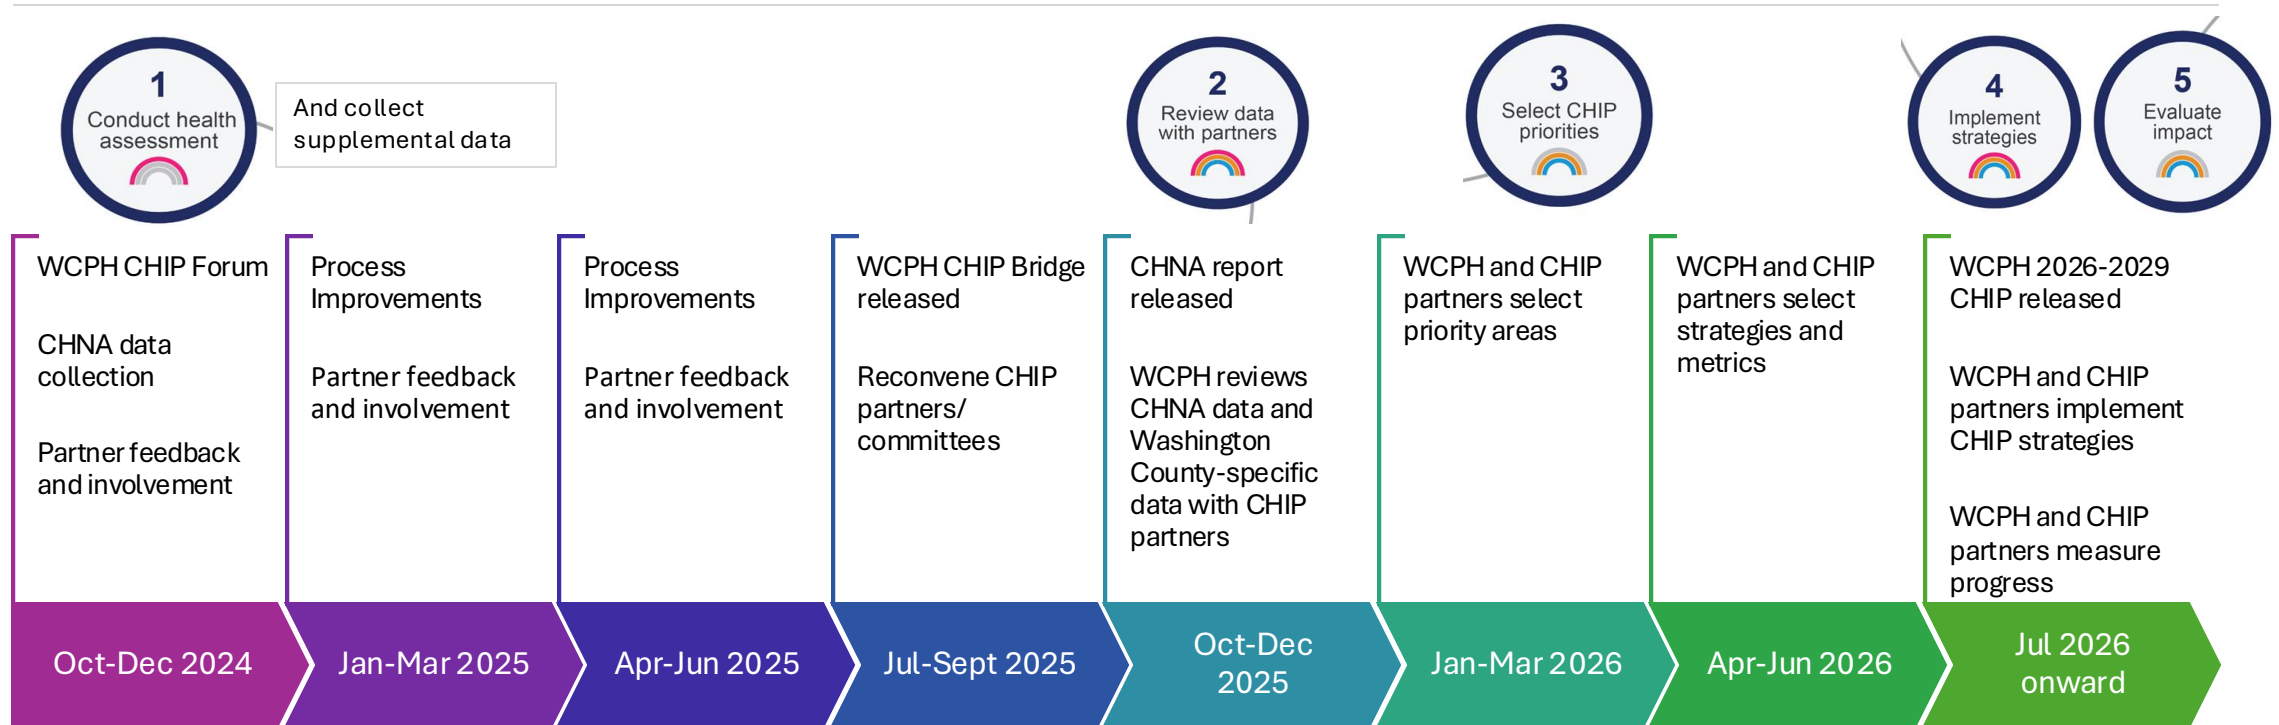 1
Conduct health
assessment
And collect
supplemental data
2
Review data
with partners
3
Select CHIP
priorities
4
Implement
strategies
5
Evaluate
impact
WCPH CHIP Forum
CHNA data
collection
Partner feedback
and involvement
Process
Improvements
Partner feedback
and involvement
Process
Improvements
Partner feedback
and involvement
WCPH CHIP Bridge
released
Reconvene CHIP
partners/
committees
CHNA report
released
WCPH reviews
CHNA data and
Washington
County-specific
data with CHIP
partners
WCPH and CHIP
partners select
priority areas
WCPH and CHIP
partners select
strategies and
metrics
WCPH 2026-2029
CHIP released
WCPH and CHIP
partners implement
CHIP strategies
WCPH and CHIP
partners measure
progress
Oct-Dec 2024
Jan-Mar 2025
Apr-Jun 2025
Jul-Sept 2025
Oct-Dec
2025
Jan-Mar 2026
Apr-Jun 2026
Jul 2026
onward